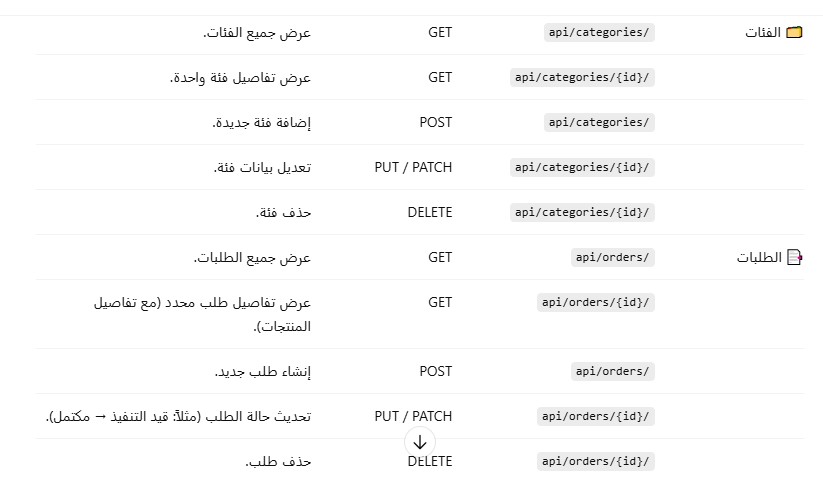 📁 الفئات api/categories/ GET عرض جميع الفئات.
api/categories/{id}/ GET عرض تفاصيل فئة واحدة.
api/categories/ POST إضافة فئة جديدة.
api/categories/{id}/ PUT / PATCH تعديل بيانات فئة.
api/categories/{id}/ DELETE حذف فئة.
📑 الطلبات api/orders/ GET عرض جميع الطلبات.
api/orders/{id}/ GET عرض تفاصيل طلب محدد (مع تفاصيل
المنتجات).
api/orders/ POST إنشاء طلب جديد.
api/orders/{id}/ PUT / PATCH تحديث حالة الطلب (مثلاً: قيد التنفيذ → مكتمل).
api/orders/{id}/ DELETE حذف طلب.